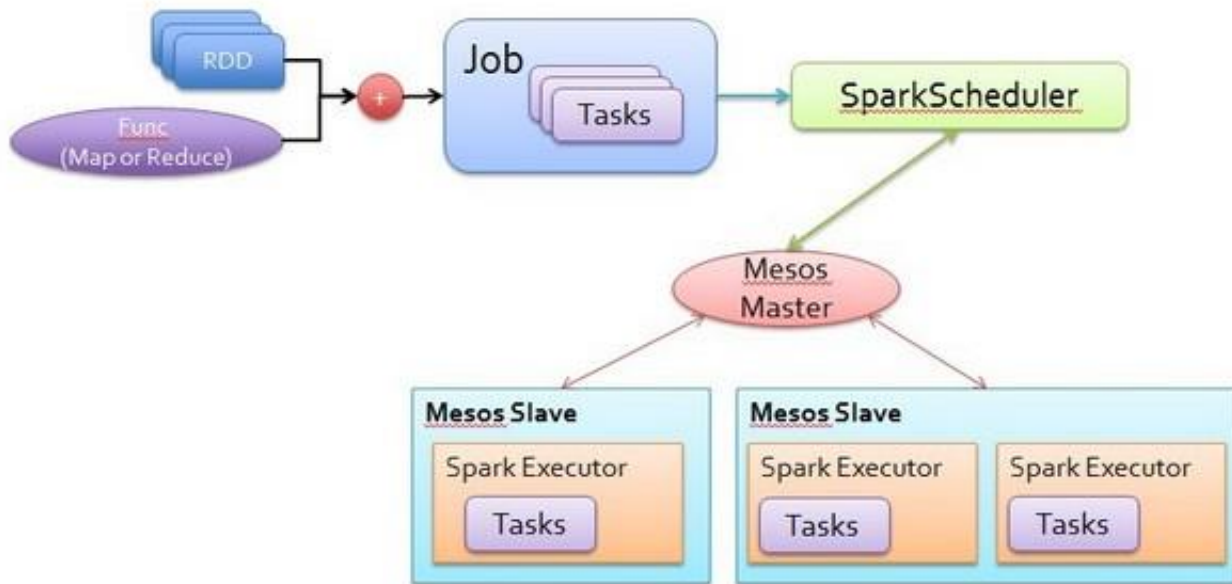 RDD
Func
(Map or Reduce)
+
Job
Tasks
SparkScheduler
Mesos
Master
Mesos Slave
Spark Executor
Tasks
Mesos Slave
Spark Executor
Tasks
Spark Executor
Tasks